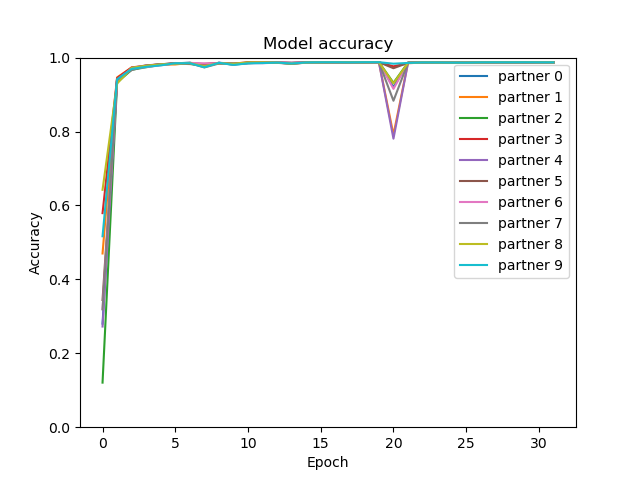 Model accuracy
1.0
0.8
0.6
0.4
0.2
0.0
Accuracy
0 5 10 15 20 25 30
Epoch
partner 0
partner 1
partner 2
partner 3
partner 4
partner 5
partner 6
partner 7
partner 8
partner 9